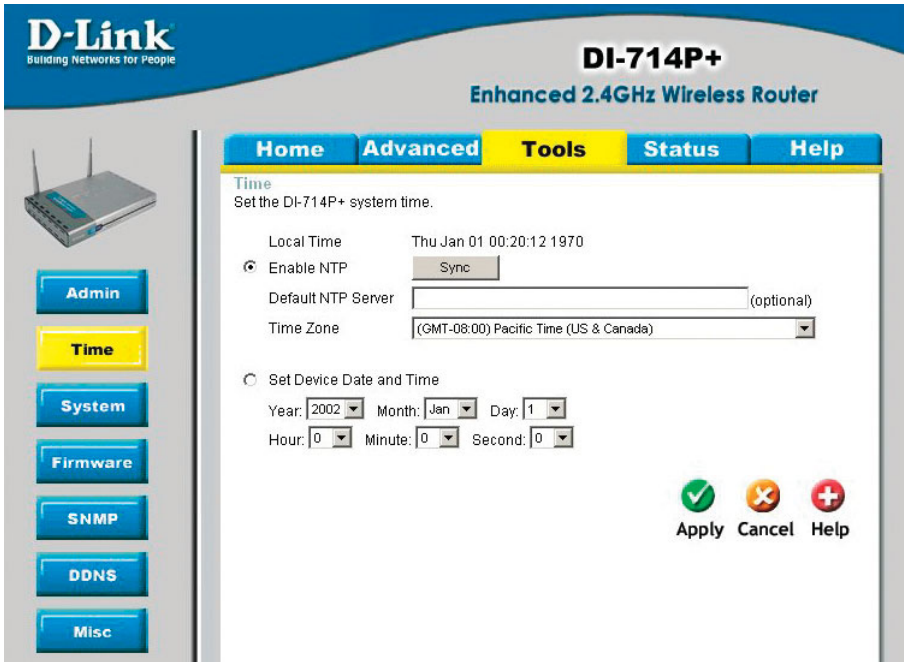 D-Link
Building Networks for People
DI-714P+
Enhanced 2.4GHz Wireless Router
Home Advanced Tools Status Help
Time
Set the DI-714P+ system time.
Local Time Thu Jan 01 00:20:12 1970
Enable NTP Sync
Default NTP Server (optional)
Time Zone (GMT-08:00) Pacific Time (US & Canada)
Set Device Date and Time
Year: 2002 Month: Jan Day: 1
Hour: 0 Minute: 0 Second: 0
Apply Cancel Help
Admin
Time
System
Firmware
SNMP
DDNS
Misc